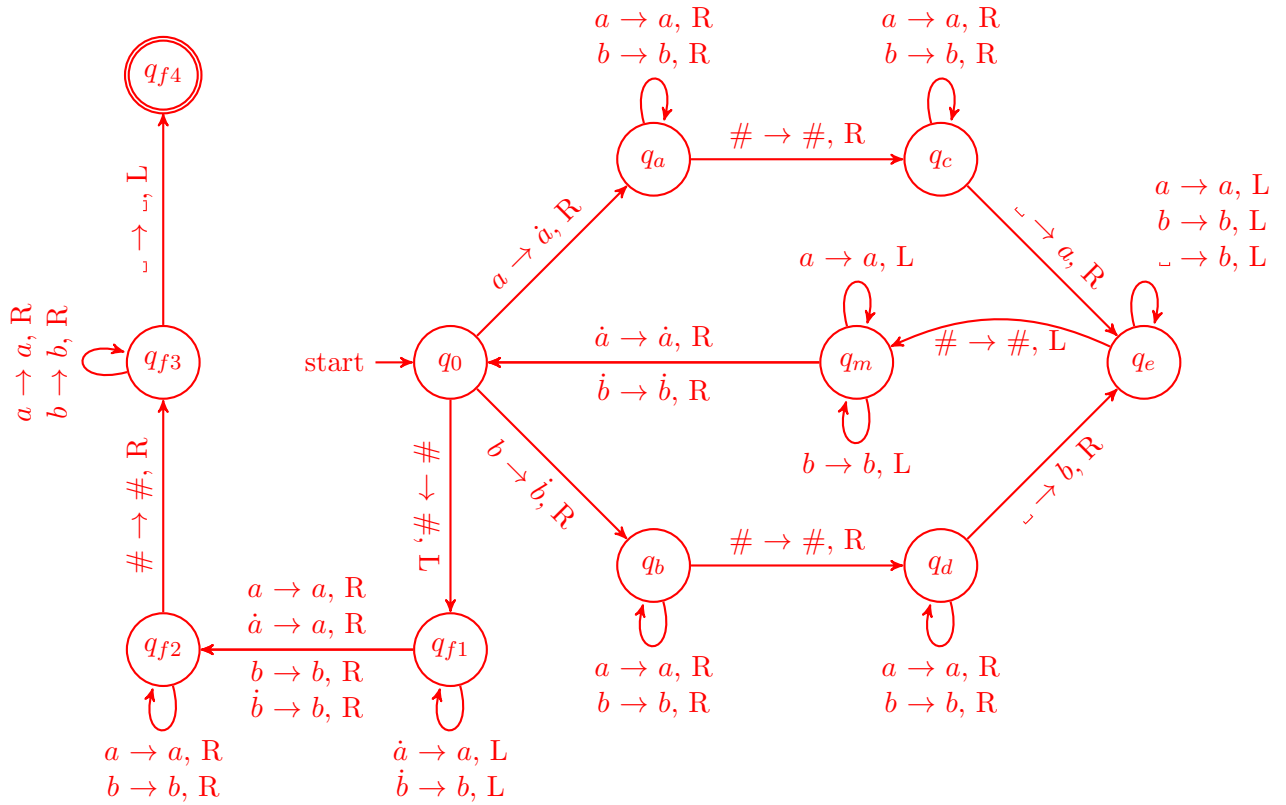 a → a, R
b → b, R
a → a, R
b → b, R
q_{f4}
q_a
# → #, R
q_c
␣ → ␣, L
a → ȧ, R
␣ → a, R
a → a, L
b → b, L
␣ → b, L
a → a, L
a → a, R
b → b, R
q_{f3}
start
q_0
ȧ → ȧ, R
ḃ → ḃ, R
q_m
# → #, L
q_e
b → b, L
# → #, R
# → #, L
b → ḃ, R
␣ → b, R
q_b
# → #, R
q_d
a → a, R
ȧ → a, R
b → b, R
ḃ → b, R
q_{f2}
q_{f1}
a → a, R
b → b, R
a → a, R
b → b, R
a → a, R
b → b, R
ȧ → a, L
ḃ → b, L